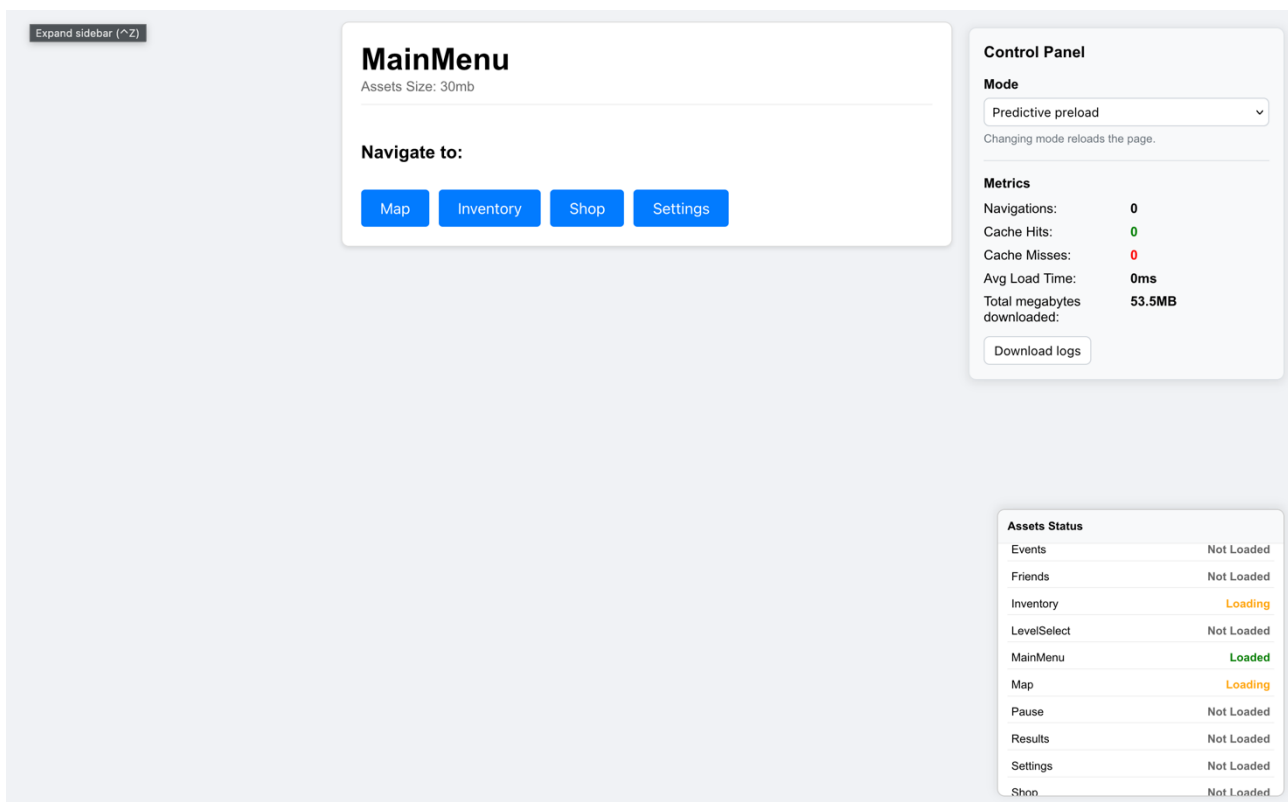 Expand sidebar (^Z)
MainMenu
Assets Size: 30mb
Navigate to:
Map Inventory Shop Settings
Control Panel
Mode
Predictive preload
Changing mode reloads the page.
Metrics
Navigations: 0
Cache Hits: 0
Cache Misses: 0
Avg Load Time: 0ms
Total megabytes 53.5MB
downloaded:
Download logs
Assets Status
Events Not Loaded
Friends Not Loaded
Inventory Loading
LevelSelect Not Loaded
MainMenu Loaded
Map Loading
Pause Not Loaded
Results Not Loaded
Settings Not Loaded
Shop Not Loaded